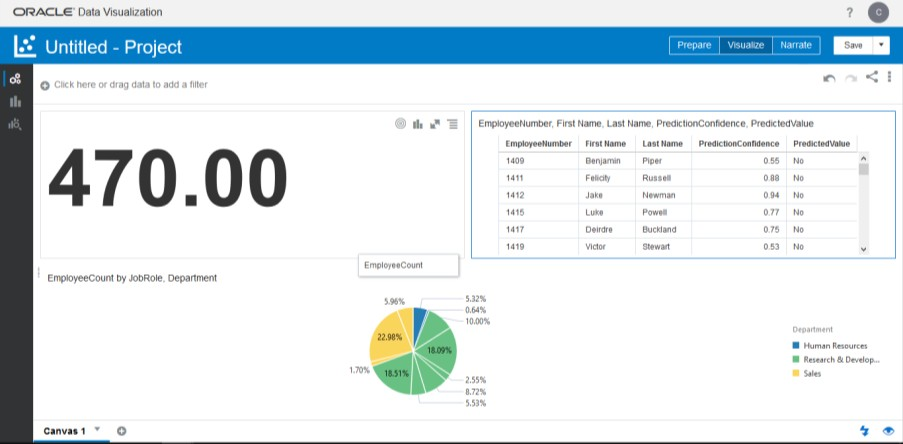 ORACLE Data Visualization
? C
Untitled - Project
Prepare Visualize Narrate Save
Click here or drag data to add a filter
470.00
EmployeeNumber, First Name, Last Name, PredictionConfidence, PredictedValue
EmployeeNumber First Name Last Name PredictionConfidence PredictedValue
1409 Benjamin Piper 0.55 No
1411 Felicity Russell 0.88 No
1412 Jake Newman 0.94 No
1415 Luke Powell 0.77 No
1417 Deirdre Buckland 0.75 No
1419 Victor Stewart 0.53 No
EmployeeCount
EmployeeCount by JobRole, Department
5.96% 5.32%
0.64%
10.00%
22.98%
18.09%
1.70% 18.51%
2.55%
8.72%
5.53%
Department
Human Resources
Research & Develop...
Sales
Canvas 1